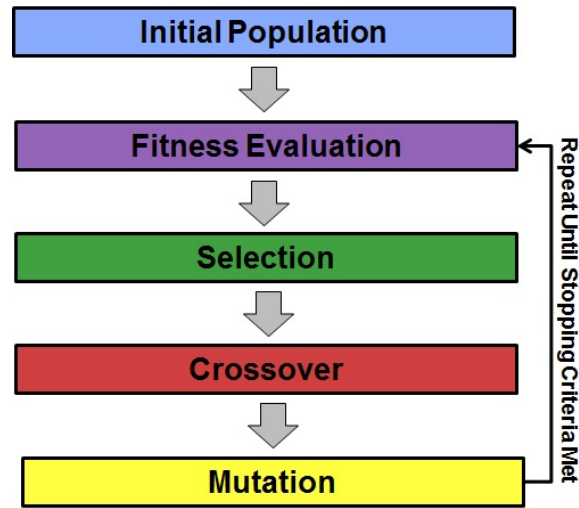 Initial Population
Fitness Evaluation
Selection
Crossover
Mutation
Repeat Until Stopping Criteria Met